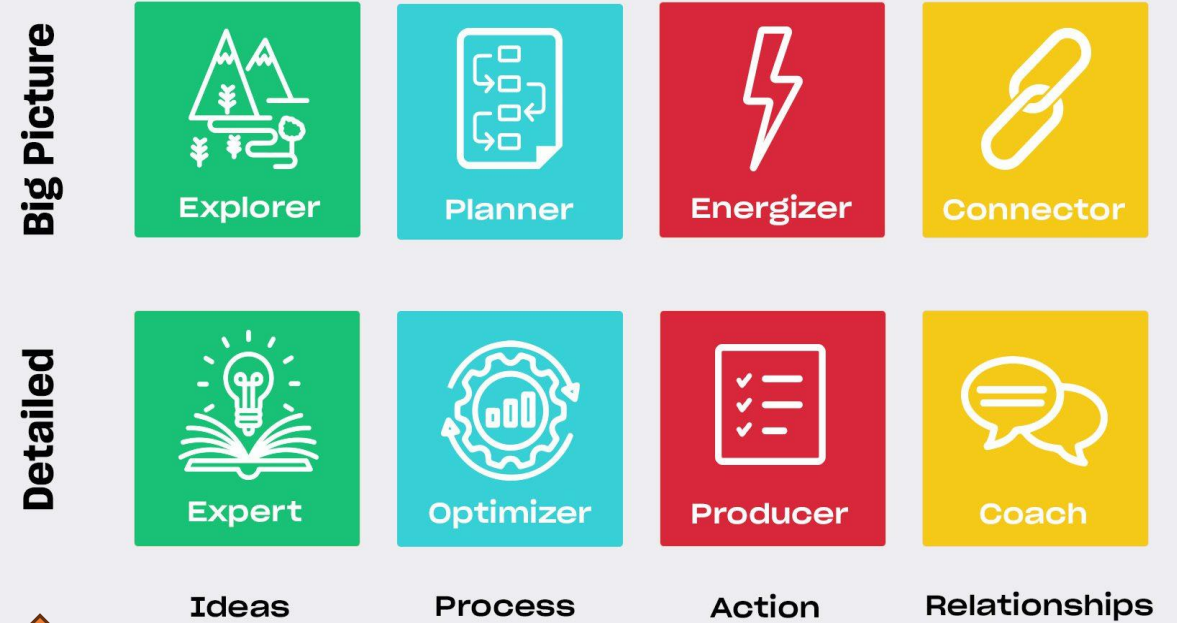 Big Picture
Explorer
Planner
Energizer
Connector
Detailed
Expert
Optimizer
Producer
Coach
Ideas
Process
Action
Relationships